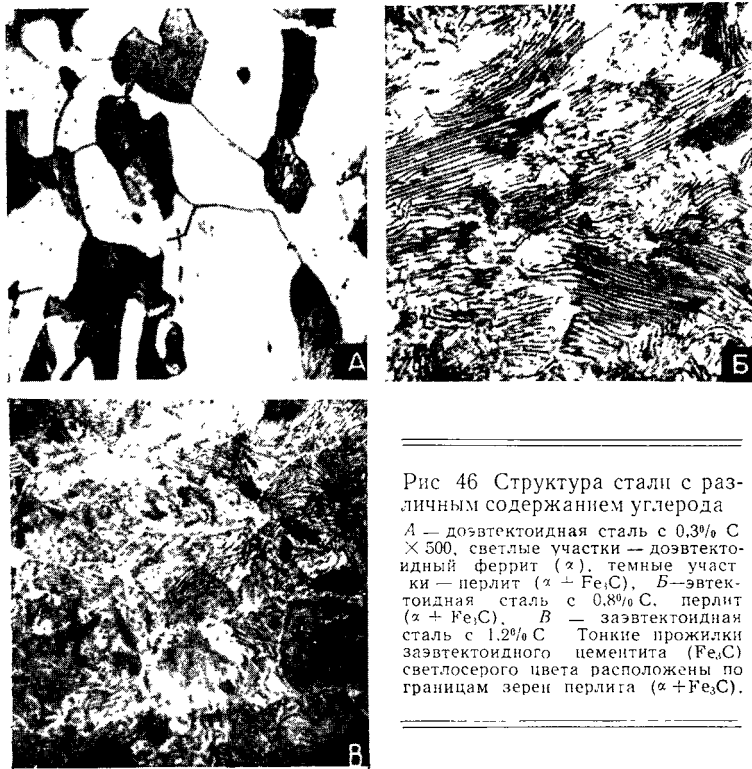 А
Б
В
Рис 46 Структура стали с раз-
личным содержанием углерода
А — доэвтектоидная сталь с 0,3% С
× 500, светлые участки — доэвтекто-
идный феррит (α), темные участ
ки — перлит (α + Fe₃C), Б—эвтек-
тоидная сталь с 0,8% С, перлит
(α + Fe₃C), В — заэвтектоидная
сталь с 1,2% С Тонкие прожилки
заэвтектоидного цементита (Fe₃C)
светлосерого цвета расположены по
границам зерен перлита (α +Fe₃C).